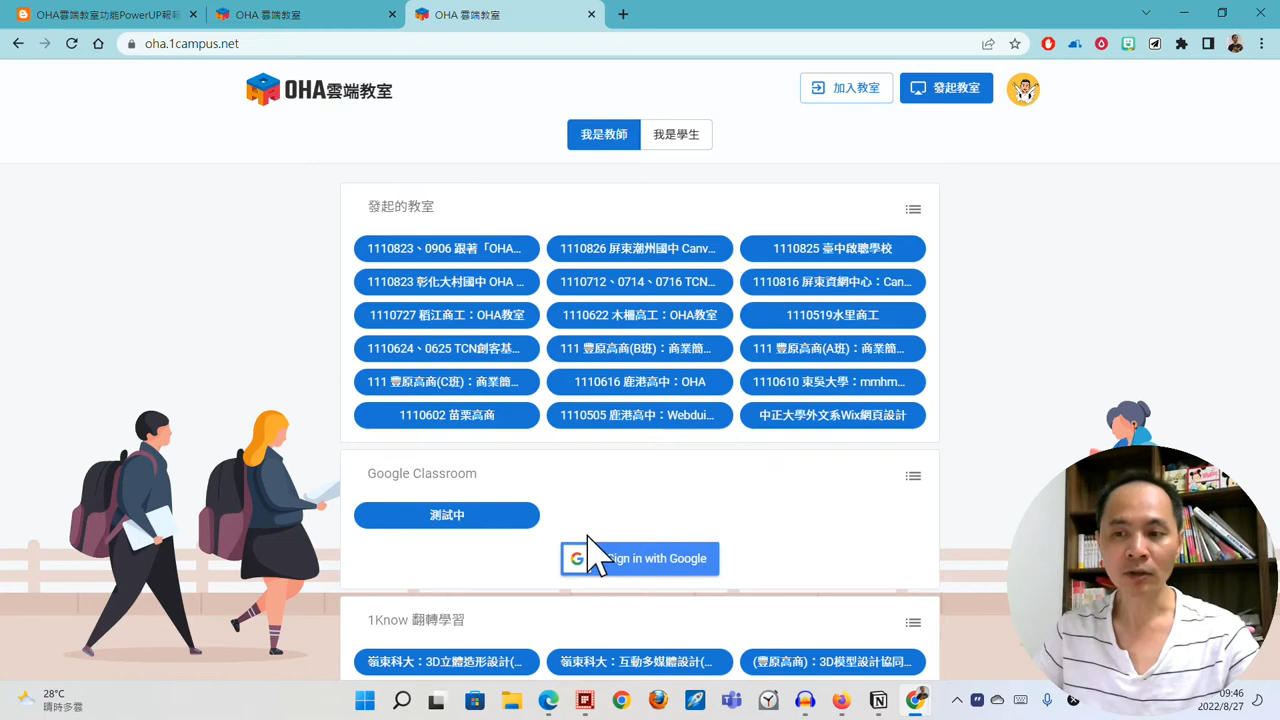 OHA雲端教室功能PowerUP報報
OHA 雲端教室
OHA 雲端教室
oha.1campus.net
OHA雲端教室
加入教室
發起教室
我是教師
我是學生
發起的教室
1110823、0906 跟著「OHA...
1110826 屏東潮州國中 Canv...
1110825 臺中啟聰學校
1110823 彰化大村國中 OHA ...
1110712、0714、0716 TCN...
1110816 屏東資網中心：Can...
1110727 稻江商工：OHA教室
1110622 木柵高工：OHA教室
1110519水里商工
1110624、0625 TCN創客基...
111 豐原高商(B班)：商業簡...
111 豐原高商(A班)：商業簡...
111 豐原高商(C班)：商業簡...
1110616 鹿港高中：OHA
1110610 東吳大學：mmhm...
1110602 苗栗高商
1110505 鹿港高中：Webdui...
中正大學外文系Wix網頁設計
Google Classroom
測試中
Sign in with Google
1Know 翻轉學習
嶺東科大：3D立體造形設計(...
嶺東科大：互動多媒體設計(...
(豐原高商)：3D模型設計協同...
28°C
晴時多雲
09:46
2022/8/27